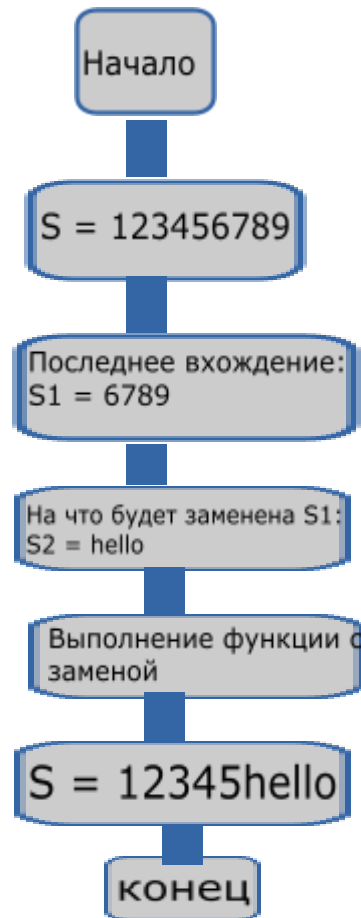 Начало
S = 123456789
Последнее вхождение:
S1 = 6789
На что будет заменена S1:
S2 = hello
Выполнение функции с
заменой
S = 12345hello
конец